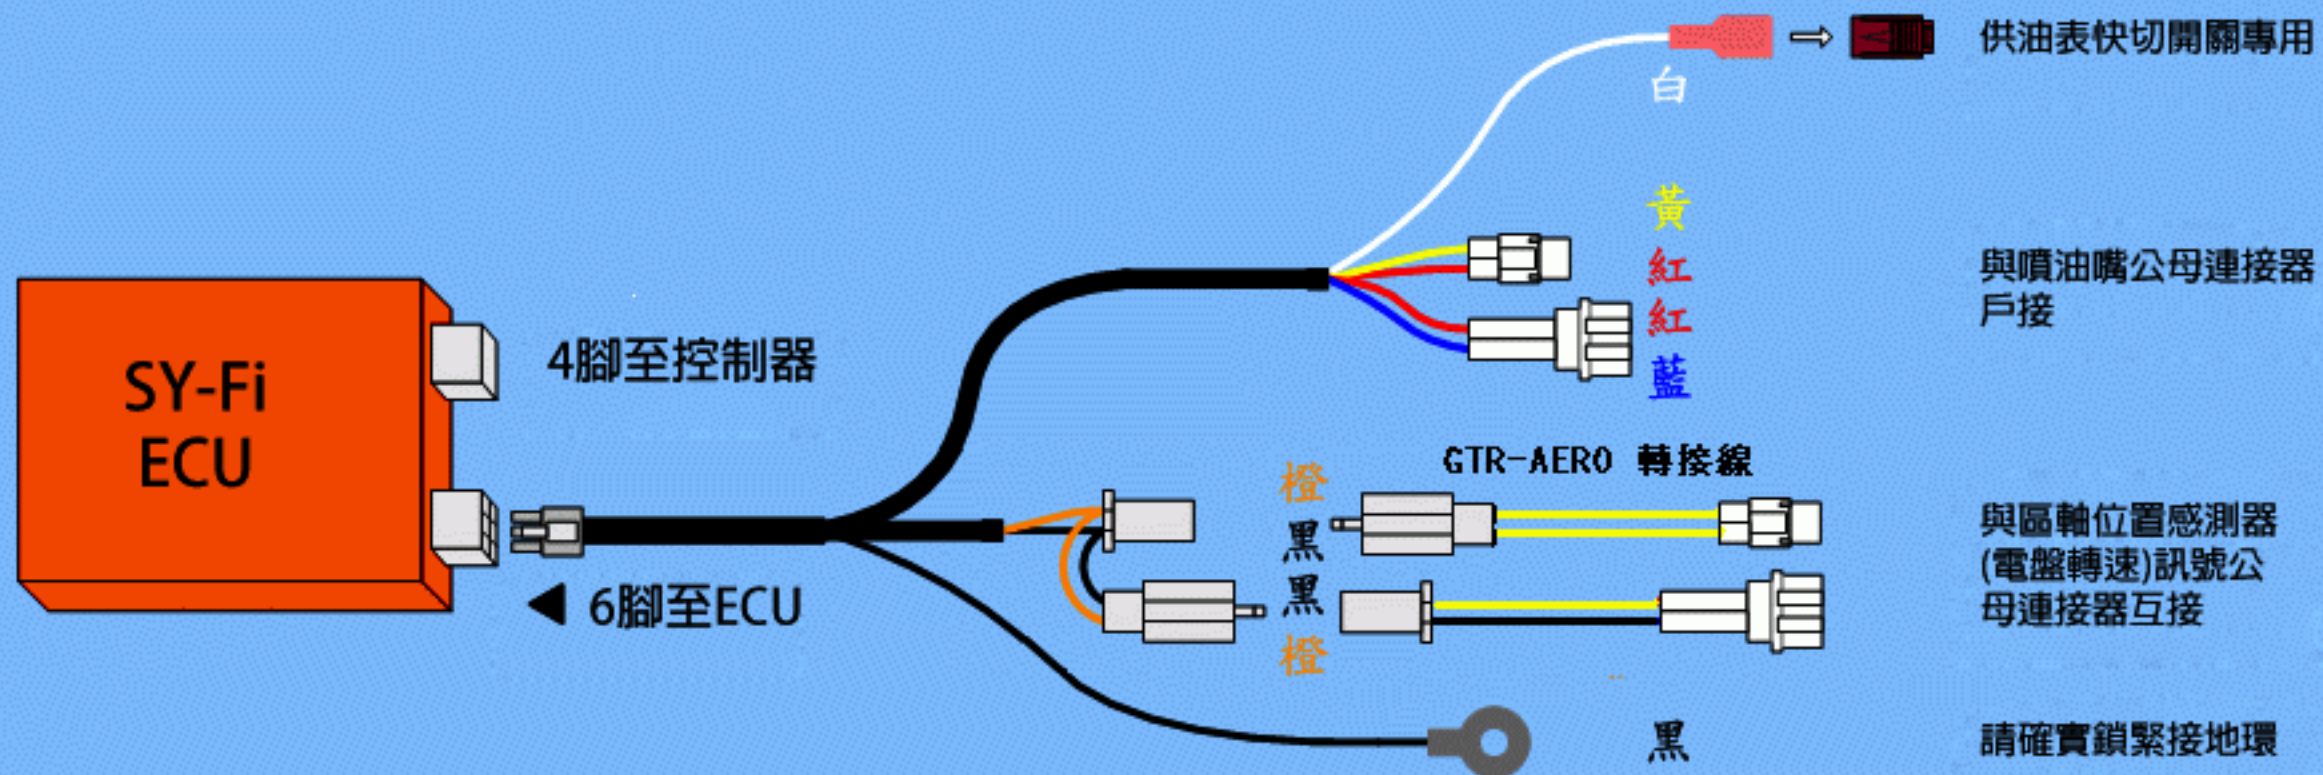 供油表快切開關專用
白
黃
紅
紅
藍
與噴油嘴公母連接器
戶接
SY-Fi
ECU
4腳至控制器
6腳至ECU
GTR-AERO 轉接線
橙
黑
黑
橙
與區軸位置感測器
(電盤轉速)訊號公
母連接器互接
黑
請確實鎖緊接地環